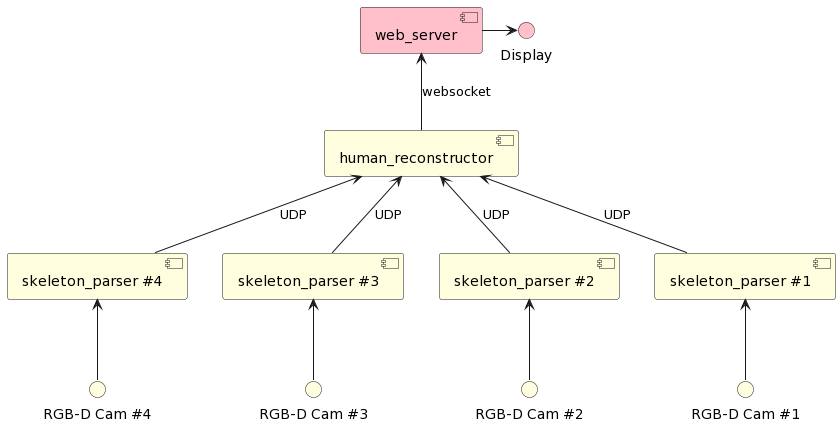 web_server
Display
websocket
human_reconstructor
UDP
UDP
UDP
UDP
skeleton_parser #4
skeleton_parser #3
skeleton_parser #2
skeleton_parser #1
RGB-D Cam #4
RGB-D Cam #3
RGB-D Cam #2
RGB-D Cam #1